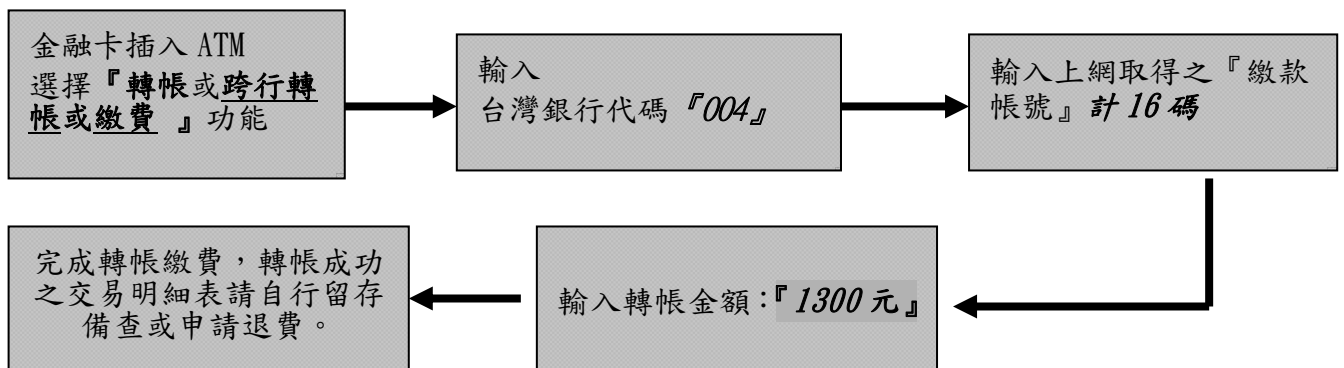 金融卡插入 ATM
選擇『轉帳或跨行轉
帳或繳費 』功能
輸入
台灣銀行代碼『004』
輸入上網取得之『繳款
帳號』計 16 碼
輸入轉帳金額：『1300 元』
完成轉帳繳費，轉帳成功
之交易明細表請自行留存
備查或申請退費。